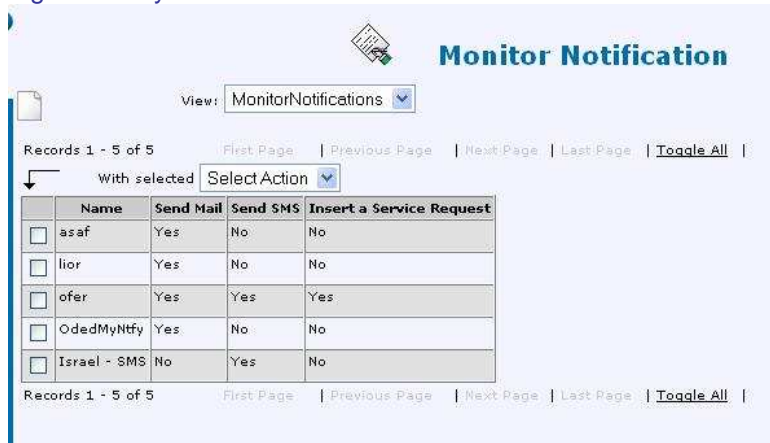 Monitor Notification
View: MonitorNotifications
Records 1 - 5 of 5 First Page | Previous Page | Next Page | Last Page | Toggle All |
With selected Select Action
Name Send Mail Send SMS Insert a Service Request
asaf Yes No No
lior Yes No No
ofer Yes Yes Yes
OdedMyNtfy Yes No No
Israel - SMS No Yes No
Records 1 - 5 of 5 First Page | Previous Page | Next Page | Last Page | Toggle All |